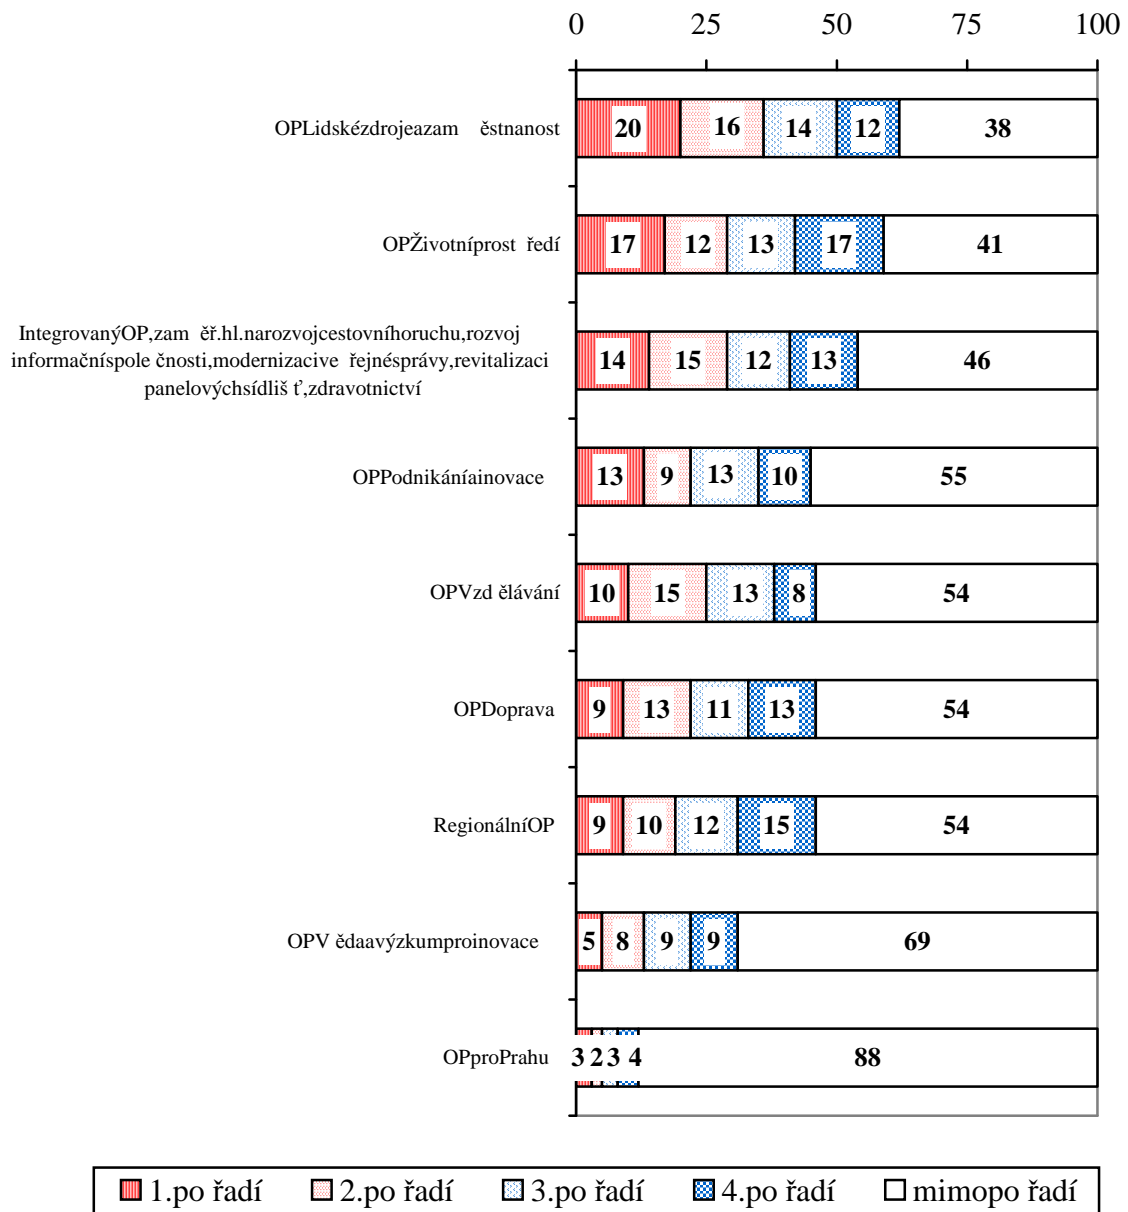 0 25 50 75 100
OPLidskézdrojeazam ěstnanost 20 16 14 12 38
OPŽivotníprost ředí 17 12 13 17 41
IntegrovanýOP,zam ěř.hl.narozvojcestovníhoruchu,rozvoj
informačníspole čnosti,modernizacive řejnésprávy,revitalizaci 14 15 12 13 46
panelovýchsídliš ť,zdravotnictví
OPPodnikáníainovace 13 9 13 10 55
OPVzd ělávání 10 15 13 8 54
OPDoprava 9 13 11 13 54
RegionálníOP 9 10 12 15 54
OPV ědaavýzkumproinovace 5 8 9 9 69
OPproPrahu 3 2 3 4 88
1.po řadí 2.po řadí 3.po řadí 4.po řadí mimopo řadí